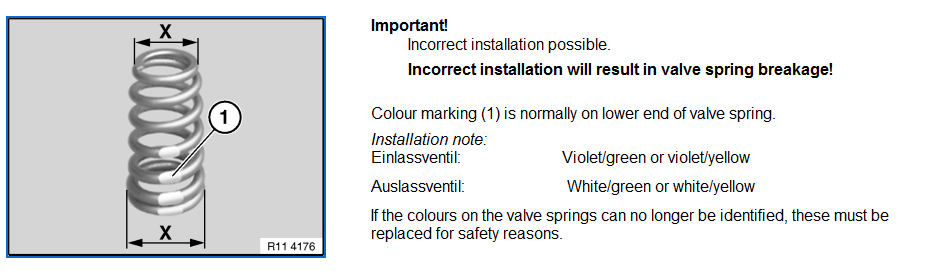 X
1
X
R11 4176
Important!
Incorrect installation possible.
Incorrect installation will result in valve spring breakage!
Colour marking (1) is normally on lower end of valve spring.
Installation note:
Einlassventil: Violet/green or violet/yellow
Auslassventil: White/green or white/yellow
If the colours on the valve springs can no longer be identified, these must be
replaced for safety reasons.